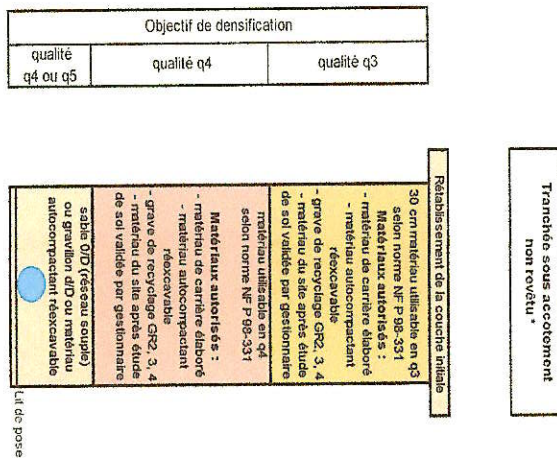 Objectif de densification
qualité
q4 ou q5
qualité q4
qualité q3
Tranchée sous accotement
non revêtu *
Rétablissement de la couche initiale
30 cm matériau utilisable en q3
selon norme NF P 98-331
Matériaux autorisés :
- matériau de carrière élaboré
- matériau autocompactant
réexcavable
- grave de recyclage GR2, 3, 4
- matériau du site après étude
de sol validée par gestionnaire
matériau utilisable en q4
selon norme NF P 98-331
Matériaux autorisés :
- matériau de carrière élaboré
- matériau autocompactant
réexcavable
- grave de recyclage GR2, 3, 4
- matériau du site après étude
de sol validée par gestionnaire
sable 0/D (réseau souple)
ou gravillon d/D ou matériau
autocompactant réexcavable
Lit de pose